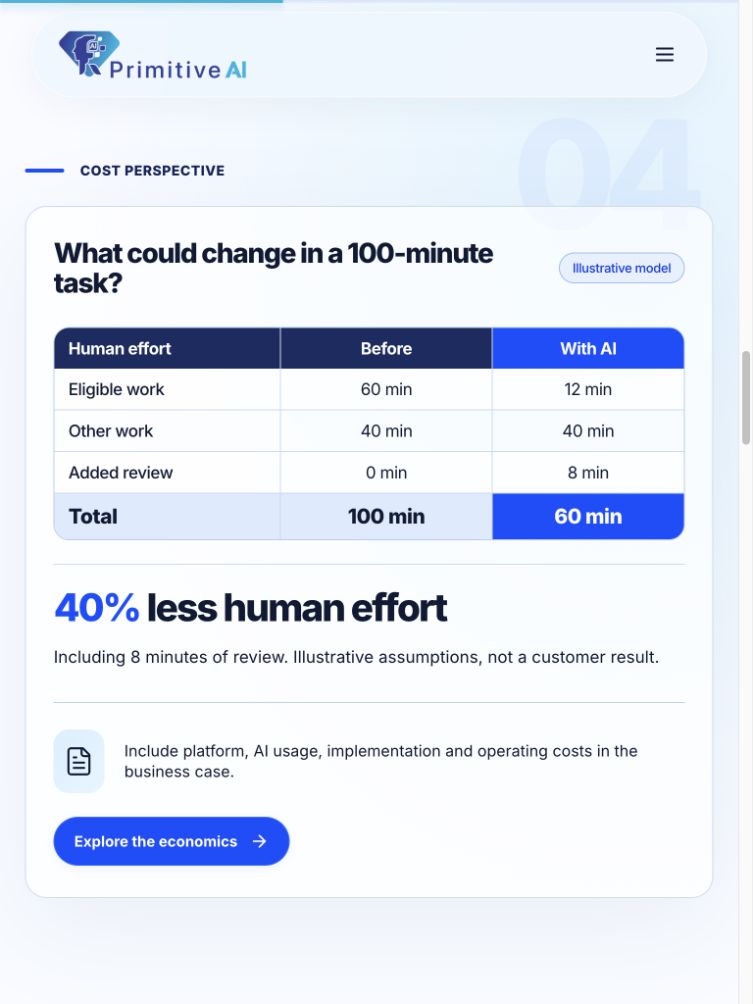 AI
Primitive AI
04
COST PERSPECTIVE
What could change in a 100-minute
task?
Illustrative model
Human effort Before With AI
Eligible work 60 min 12 min
Other work 40 min 40 min
Added review 0 min 8 min
Total 100 min 60 min
40% less human effort
Including 8 minutes of review. Illustrative assumptions, not a customer result.
Include platform, AI usage, implementation and operating costs in the
business case.
Explore the economics →